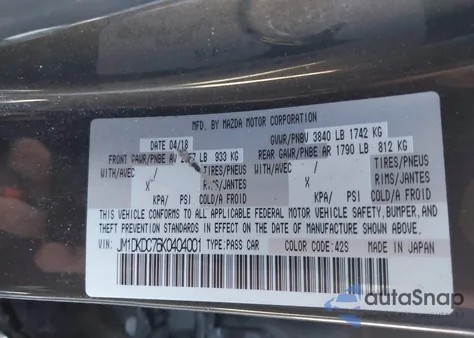 MFD. BY MAZDA MOTOR CORPORATION
DATE 04/18 GVWR/PNBV 3840 LB 1742 KG
FRONT GAWR/PNBE AV LB 933 KG REAR GAWR/PNBE AR 1790 LB 812 KG
WITH/AVEC / TIRES/PNEUS WITH/AVEC / TIRES/PNEUS
X RIMS/JANTES X RIMS/JANTES
KPA/ PSI COLD/A FROID KPA/ PSI COLD/A FROID
THIS VEHICLE CONFORMS TO ALL APPLICABLE FEDERAL MOTOR VEHICLE SAFETY, BUMPER, AND
THEFT PREVENTION STANDARDS IN EFFECT ON THE DATE OF MANUFACTURE SHOWN ABOVE.
VIN: JM1DKDC76K0404001 TYPE: PASS CAR COLOR CODE: 42S MADE IN JAPAN
autoSnap